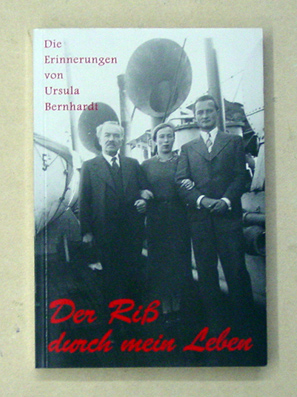 Die
Erinnerungen
von
Ursula
Bernhardt
Der Riß
durch mein Leben